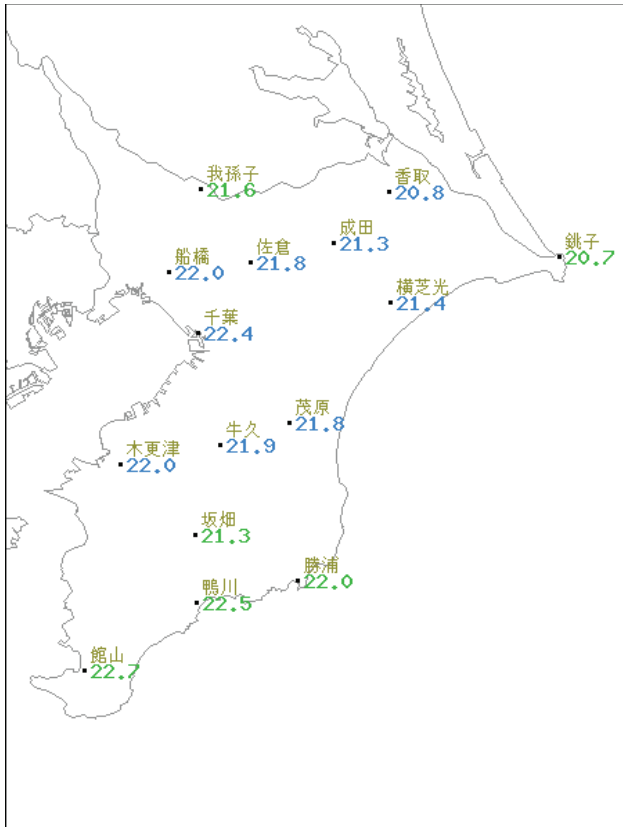 我孫子
21.6
香取
20.8
成田
21.3
銚子
20.7
佐倉
21.8
船橋
22.0
横芝光
21.4
千葉
22.4
茂原
21.8
牛久
21.9
木更津
22.0
坂畑
21.3
勝浦
22.0
鴨川
22.5
館山
22.7